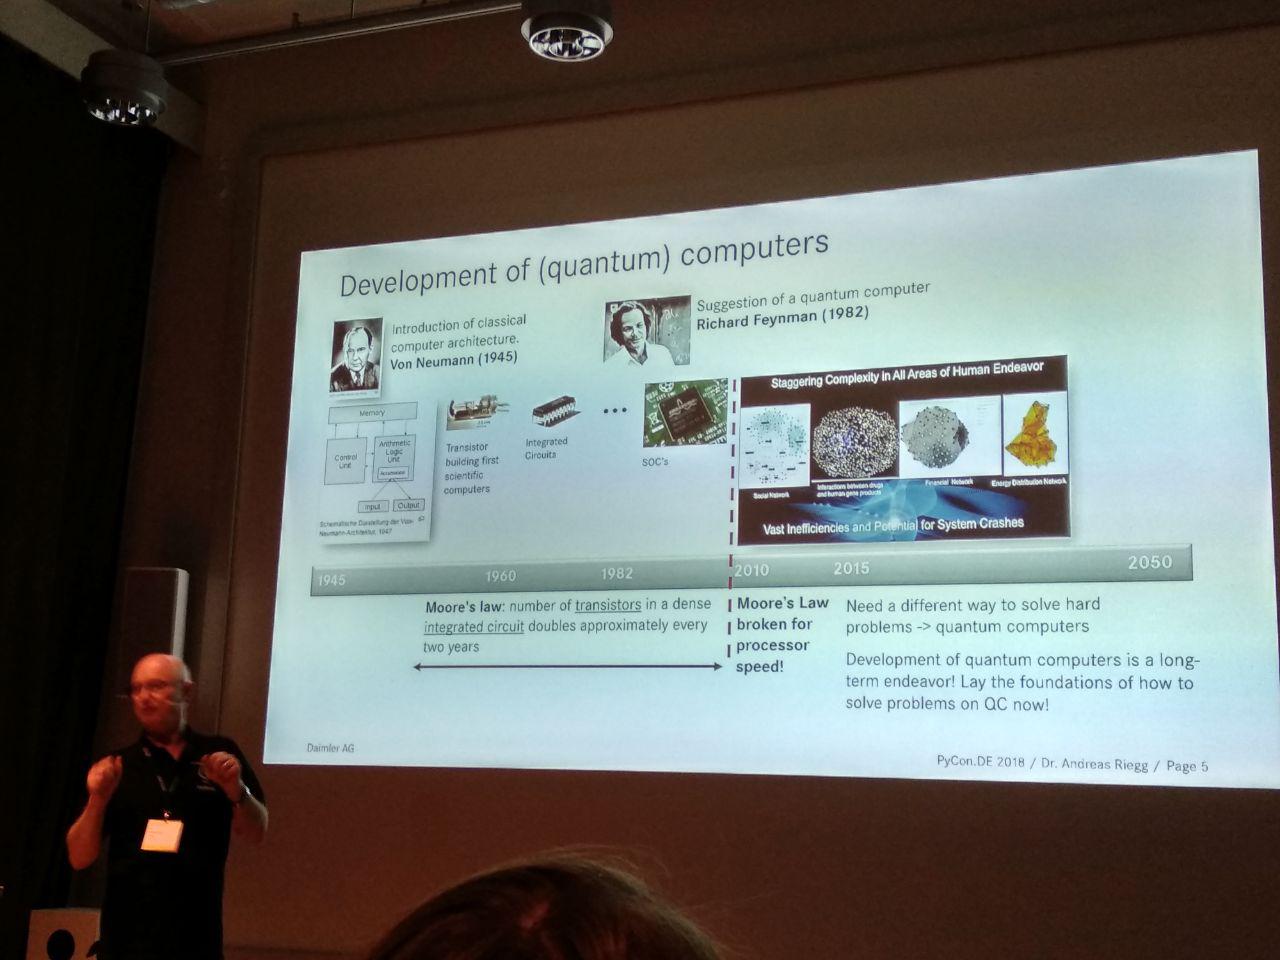 Development of (quantum) computers
Introduction of classical
computer architecture.
Von Neumann (1945)
Suggestion of a quantum computer
Richard Feynman (1982)
Memory
Control
Unit
Arithmetic
Logic
Unit
Accumulator
Input
Output
Schematische Darstellung der Von-
Neumann-Architektur, 1947
Transistor
building first
scientific
computers
Integrated
Circuits
...
SOC's
Staggering Complexity in All Areas of Human Endeavor
Social Network
Interactions between drugs
and human gene products
Financial Network
Energy Distribution Network
Vast Inefficiencies and Potential for System Crashes
1945
1960
1982
2010
2015
2050
Moore's law: number of transistors in a dense
integrated circuit doubles approximately every
two years
Moore's Law
broken for
processor
speed!
Need a different way to solve hard
problems -> quantum computers
Development of quantum computers is a long-
term endeavor! Lay the foundations of how to
solve problems on QC now!
Daimler AG
PyCon.DE 2018 / Dr. Andreas Riegg / Page 5